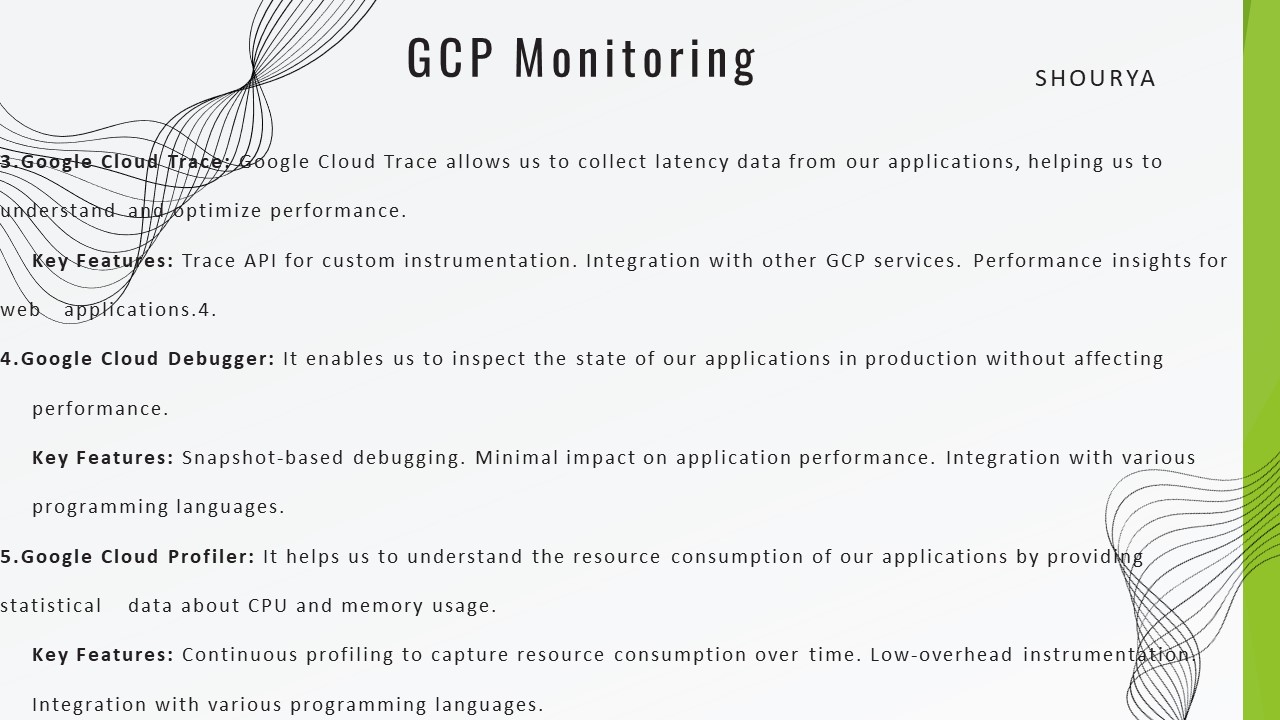 GCP Monitoring
SHOURYA
3.Google Cloud Trace: Google Cloud Trace allows us to collect latency data from our applications, helping us to
understand and optimize performance.
Key Features: Trace API for custom instrumentation. Integration with other GCP services. Performance insights for
web applications.4.
4.Google Cloud Debugger: It enables us to inspect the state of our applications in production without affecting
performance.
Key Features: Snapshot-based debugging. Minimal impact on application performance. Integration with various
programming languages.
5.Google Cloud Profiler: It helps us to understand the resource consumption of our applications by providing
statistical data about CPU and memory usage.
Key Features: Continuous profiling to capture resource consumption over time. Low-overhead instrumentation.
Integration with various programming languages.